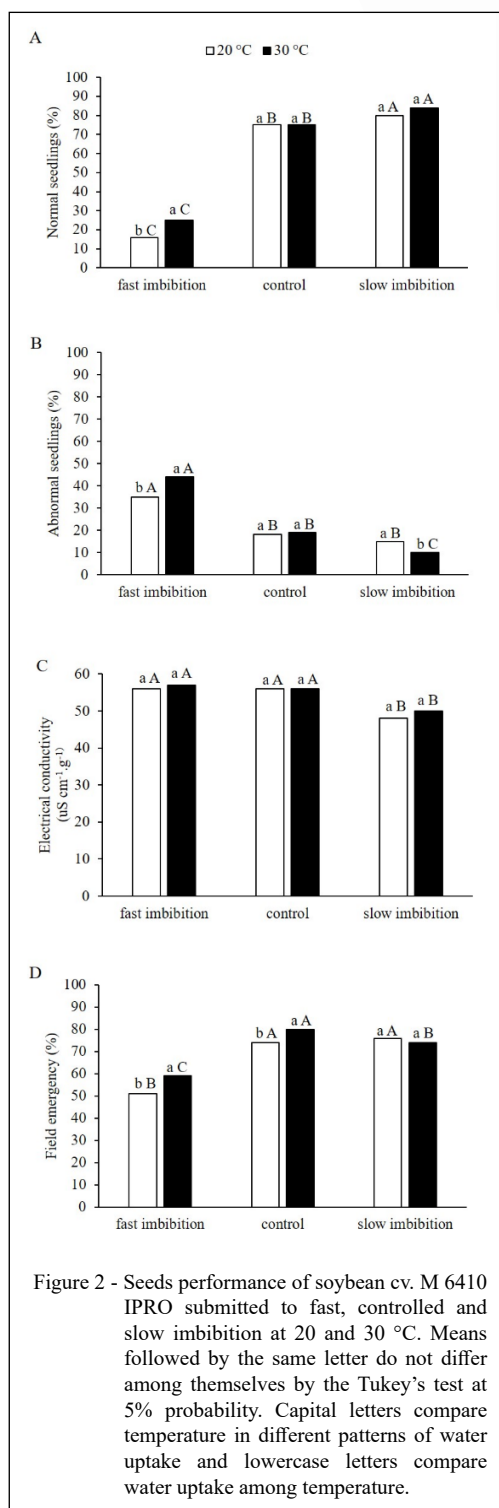 A
20 °C 30 °C
Normal seedlings (%)
100
90
80
70
60
50
40
30
20
10
0
b C a C
a B a B
a A a A
fast imbibition control slow imbibition
B
Abnormal seedlings (%)
100
90
80
70
60
50
40
30
20
10
0
b A a A
a B a B
a B b C
fast imbibition control slow imbibition
C
Electrical conductivity
(uS cm⁻¹.g⁻¹)
60
50
40
30
20
10
0
a A a A
a A a A
a B a B
fast imbibition control slow imbibition
D
Field emergency (%)
100
90
80
70
60
50
40
30
20
10
0
b B a C
b A a A
a A a B
fast imbibition control slow imbibition
Figure 2 - Seeds performance of soybean cv. M 6410
IPRO submitted to fast, controlled and
slow imbibition at 20 and 30 °C. Means
followed by the same letter do not differ
among themselves by the Tukey’s test at
5% probability. Capital letters compare
temperature in different patterns of water
uptake and lowercase letters compare
water uptake among temperature.